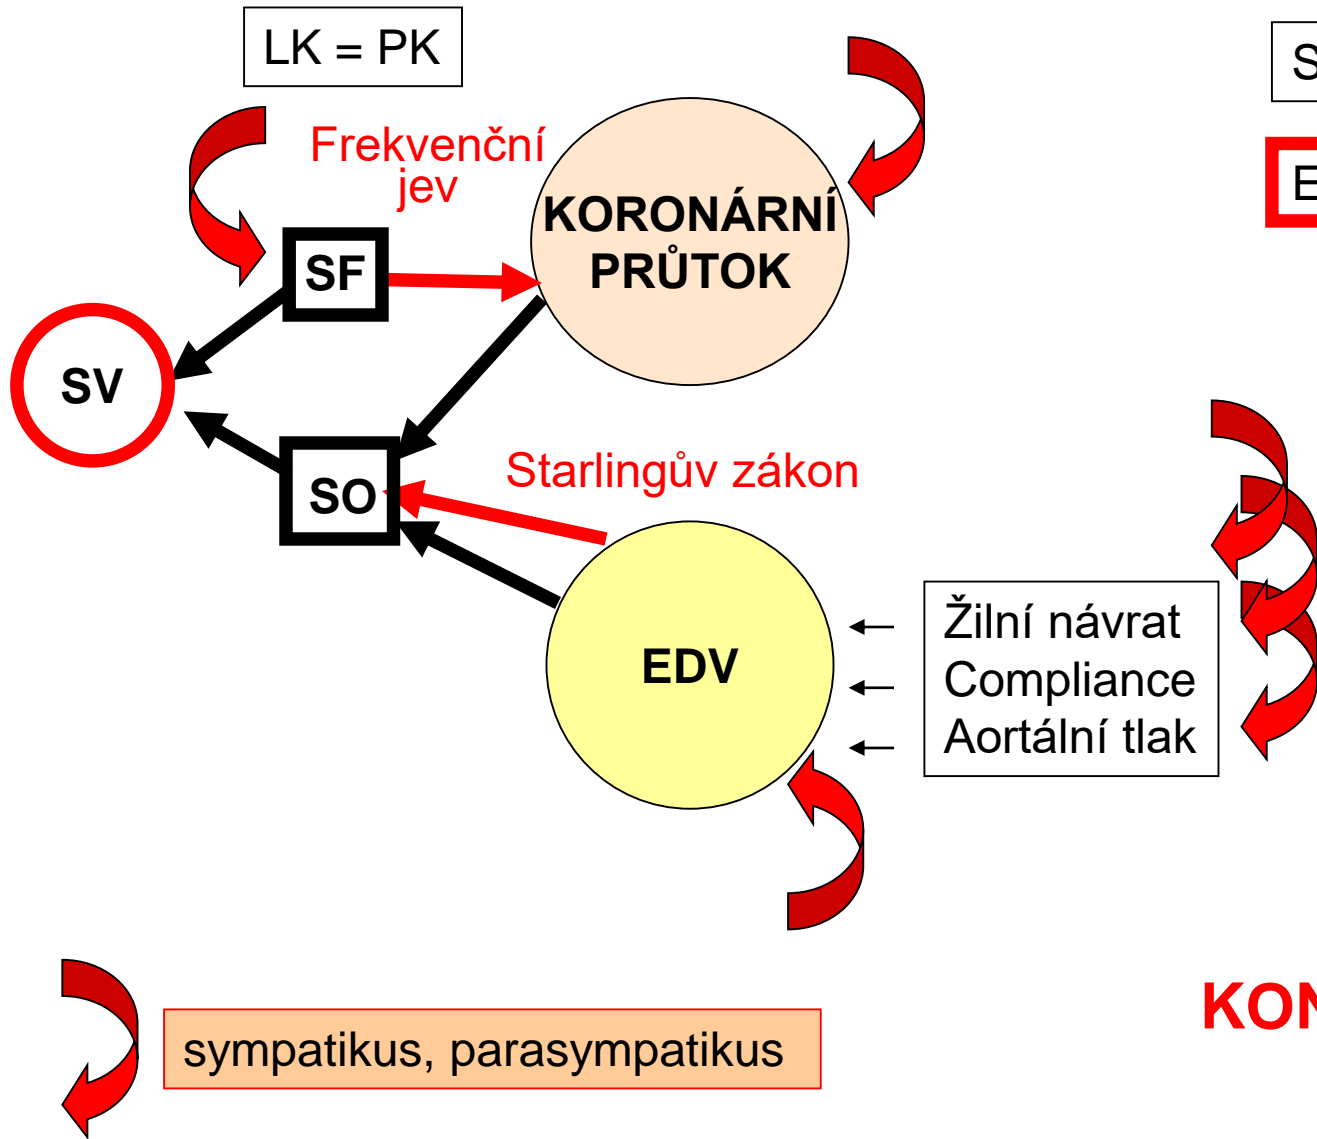 LK = PK
S
Frekvenční
jev
E
KORONÁRNÍ
PRŮTOK
SF
SV
Starlingův zákon
SO
Žilní návrat
EDV
Compliance
Aortální tlak
KON
sympatikus, parasympatikus